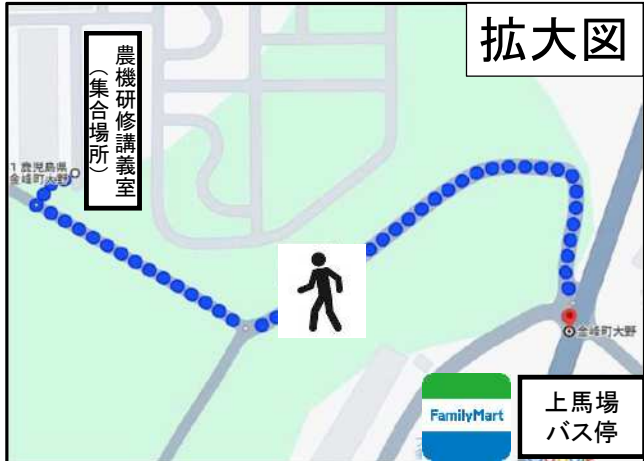 拡大図
農機研修講義室
（集合場所）
1 鹿児島県
金峰町大野
金峰町大野
FamilyMart
上馬場
バス停